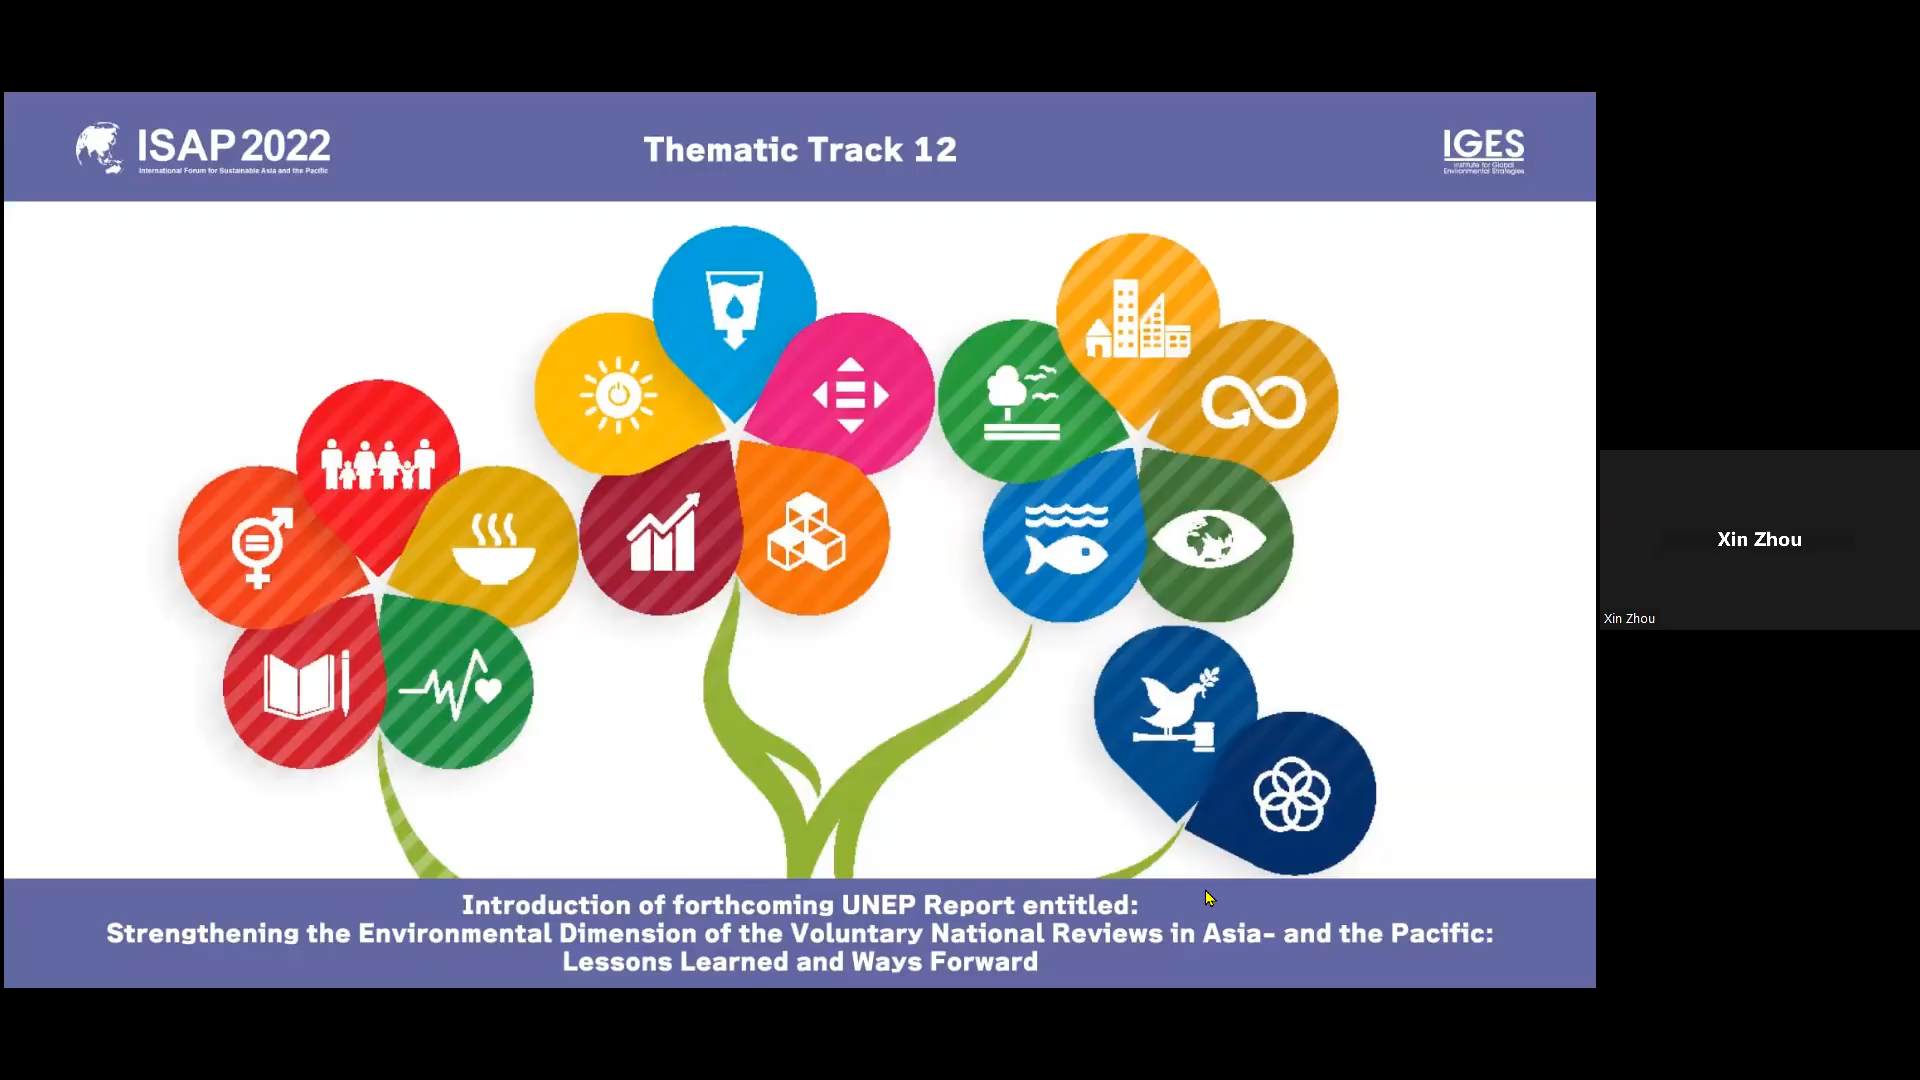 ISAP 2022
International Forum for Sustainable Asia and the Pacific
Thematic Track 12
IGES
Institute for Global
Environmental Strategies
Xin Zhou
Xin Zhou
Introduction of forthcoming UNEP Report entitled:
Strengthening the Environmental Dimension of the Voluntary National Reviews in Asia- and the Pacific:
Lessons Learned and Ways Forward